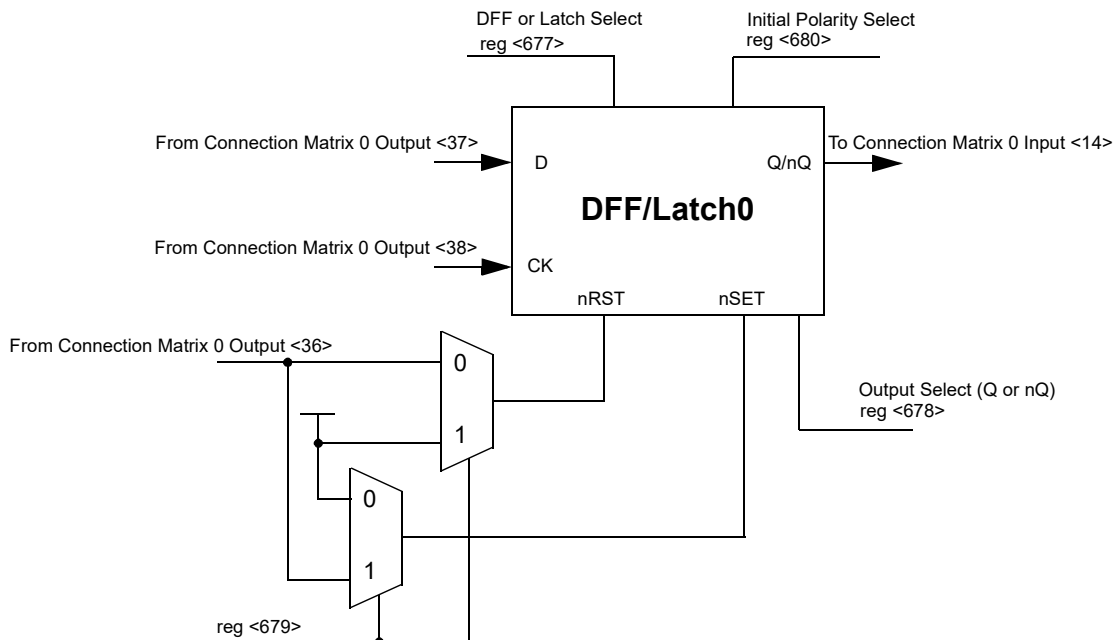 DFF or Latch Select
reg <677>
Initial Polarity Select
reg <680>
From Connection Matrix 0 Output <37>
D
Q/nQ
To Connection Matrix 0 Input <14>
DFF/Latch0
From Connection Matrix 0 Output <38>
CK
nRST
nSET
From Connection Matrix 0 Output <36>
0
1
Output Select (Q or nQ)
reg <678>
0
1
reg <679>